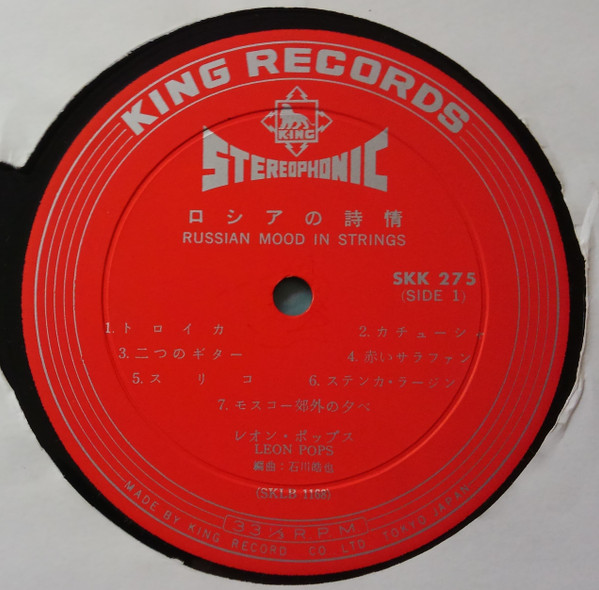 KING RECORDS
KING
STEREOPHONIC
ロシアの詩情
RUSSIAN MOOD IN STRINGS
SKK 275
(SIDE 1)
1. トロイカ 2. カチューシャ
3. 二つのギター 4. 赤いサラファン
5. スリコ 6. ステンカ・ラージン
7. モスコー郊外の夕べ
レオン・ポップス
LEON POPS
編曲：石川皓也
(SKLB 1168)
33⅓ R.P.M
MADE BY KING RECORD CO. LTD. TOKYO JAPAN